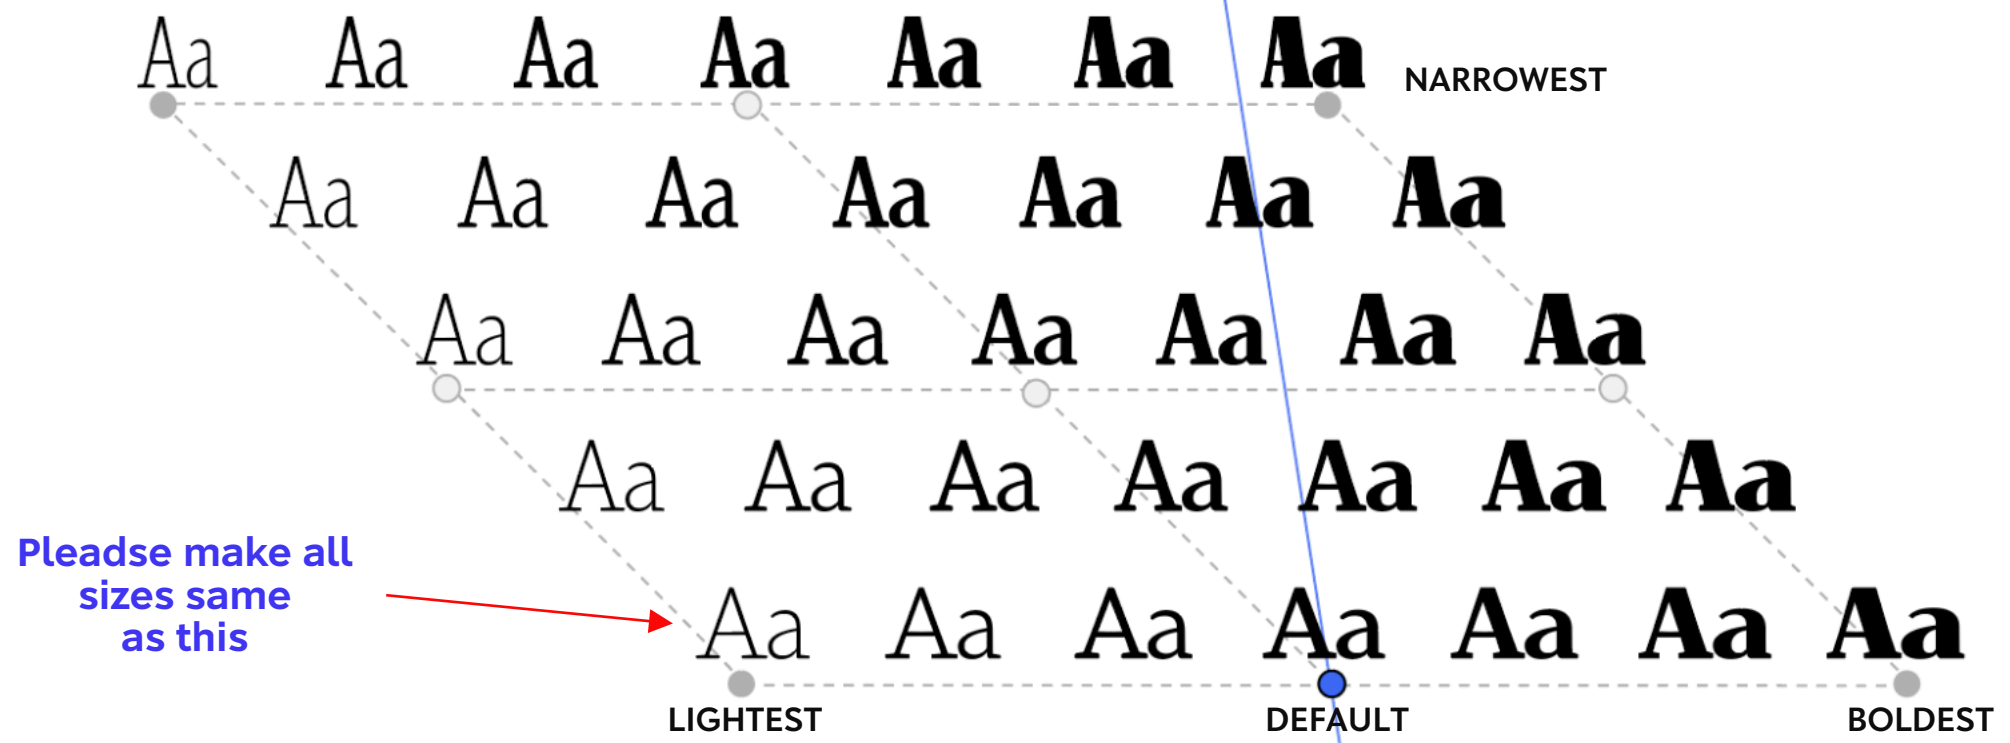 Aa Aa Aa Aa Aa Aa Aa NARROWEST
Aa Aa Aa Aa Aa Aa Aa
Aa Aa Aa Aa Aa Aa Aa
Aa Aa Aa Aa Aa Aa Aa
Pleadse make all
sizes same
as this
Aa Aa Aa Aa Aa Aa Aa
LIGHTEST DEFAULT BOLDEST